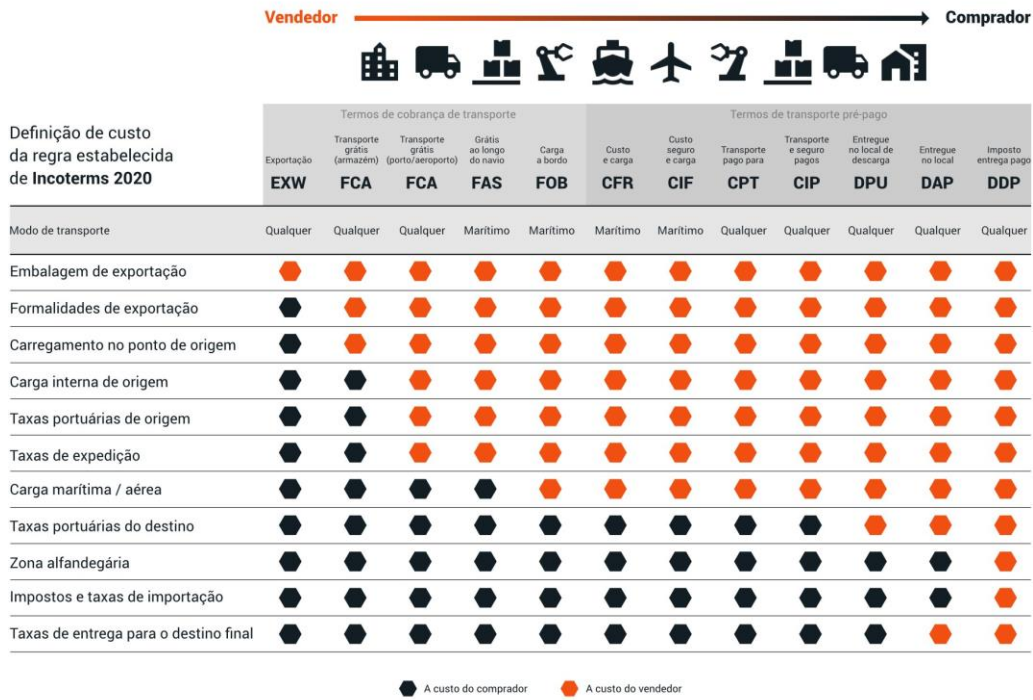 Vendedor Comprador
Termos de cobrança de transporte Termos de transporte pré-pago
Definição de custo
da regra estabelecida
de Incoterms 2020
Exportação
EXW
Transporte
grátis
(armazém)
FCA
Transporte
grátis
(porto/aeroporto)
FCA
Grátis
ao longo
do navio
FAS
Carga
a bordo
FOB
Custo
e carga
CFR
Custo
seguro
e carga
CIF
Transporte
pago para
CPT
Transporte
e seguro
pagos
CIP
Entregue
no local de
descarga
DPU
Entregue
no local
DAP
Imposto
entrega pago
DDP
Modo de transporte Qualquer Qualquer Qualquer Marítimo Marítimo Marítimo Marítimo Qualquer Qualquer Qualquer Qualquer Qualquer
Embalagem de exportação
Formalidades de exportação
Carregamento no ponto de origem
Carga interna de origem
Taxas portuárias de origem
Taxas de expedição
Carga marítima / aérea
Taxas portuárias do destino
Zona alfandegária
Impostos e taxas de importação
Taxas de entrega para o destino final
A custo do comprador A custo do vendedor